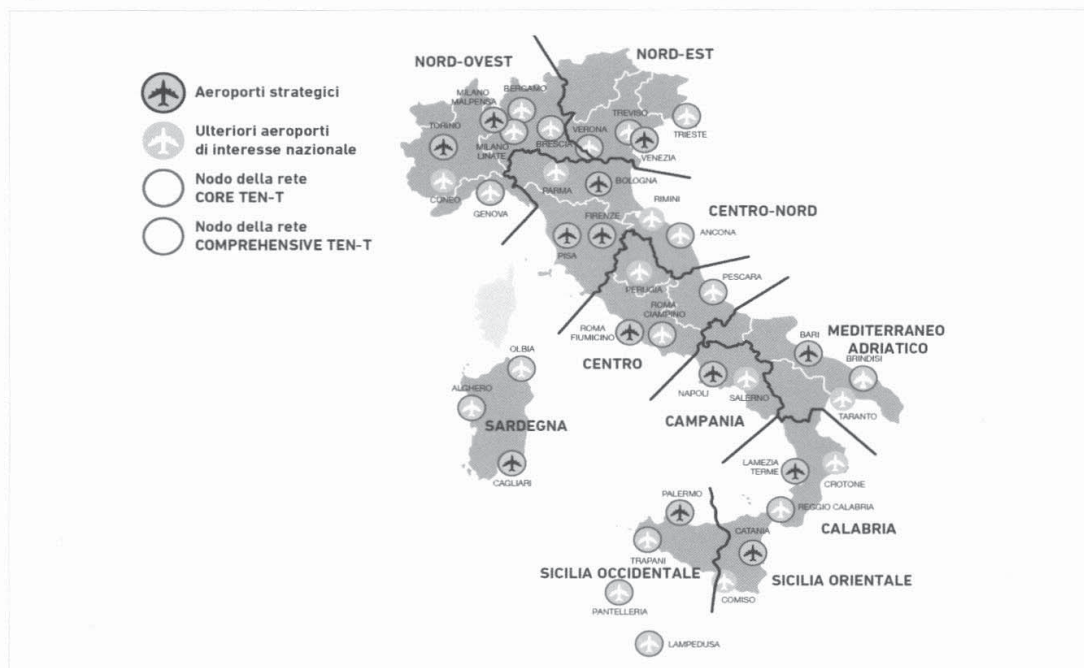 NORD-OVEST
NORD-EST
Aeroporti strategici
Ulteriori aeroporti
di interesse nazionale
Nodo della rete
CORE TEN-T
Nodo della rete
COMPREHENSIVE TEN-T
MILANO
MALPENSA
BERGAMO
TORINO
MILANO
LINATE
BRESCIA
VERONA
TREVISO
VENEZIA
TRIESTE
CUNEO
GENOVA
PARMA
BOLOGNA
RIMINI
CENTRO-NORD
FIRENZE
PISA
ANCONA
PERUGIA
PESCARA
ROMA
CIAMPINO
ROMA
FIUMICINO
CENTRO
BARI
MEDITERRANEO
ADRIATICO
BRINDISI
TARANTO
NAPOLI
SALERNO
CAMPANIA
OLBIA
ALGHERO
SARDEGNA
CAGLIARI
LAMEZIA
TERME
CROTONE
REGGIO CALABRIA
CALABRIA
PALERMO
CATANIA
TRAPANI
SICILIA OCCIDENTALE
SICILIA ORIENTALE
PANTELLERIA
COMISO
LAMPEDUSA